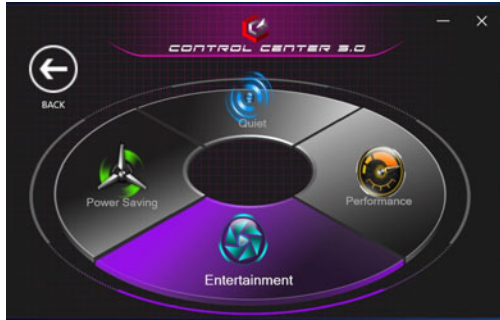 CONTROL CENTER 3.0
BACK
Quiet
Power Saving
Performance
Entertainment